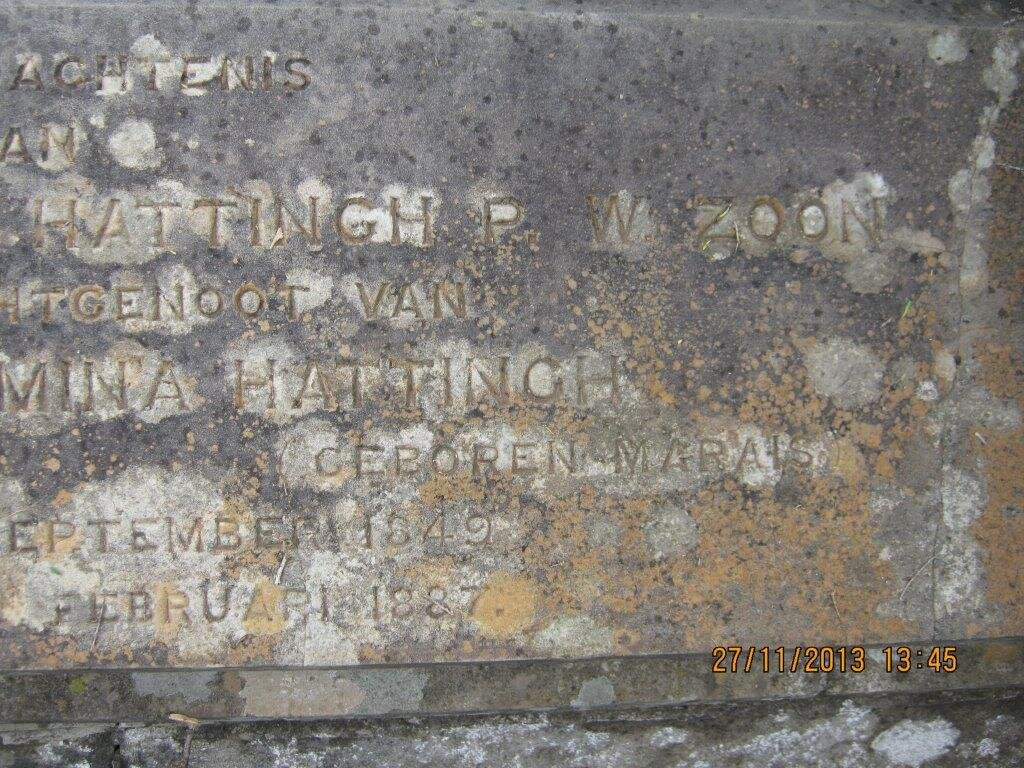 ACHTENIS
AN
. HATTINGH P. W. ZOON
HTGENOOT VAN
MINA HATTINGH
(GEBOREN MARAIS)
EPTEMBER 1849
FEBRUARI 1887
27/11/2013 13:45